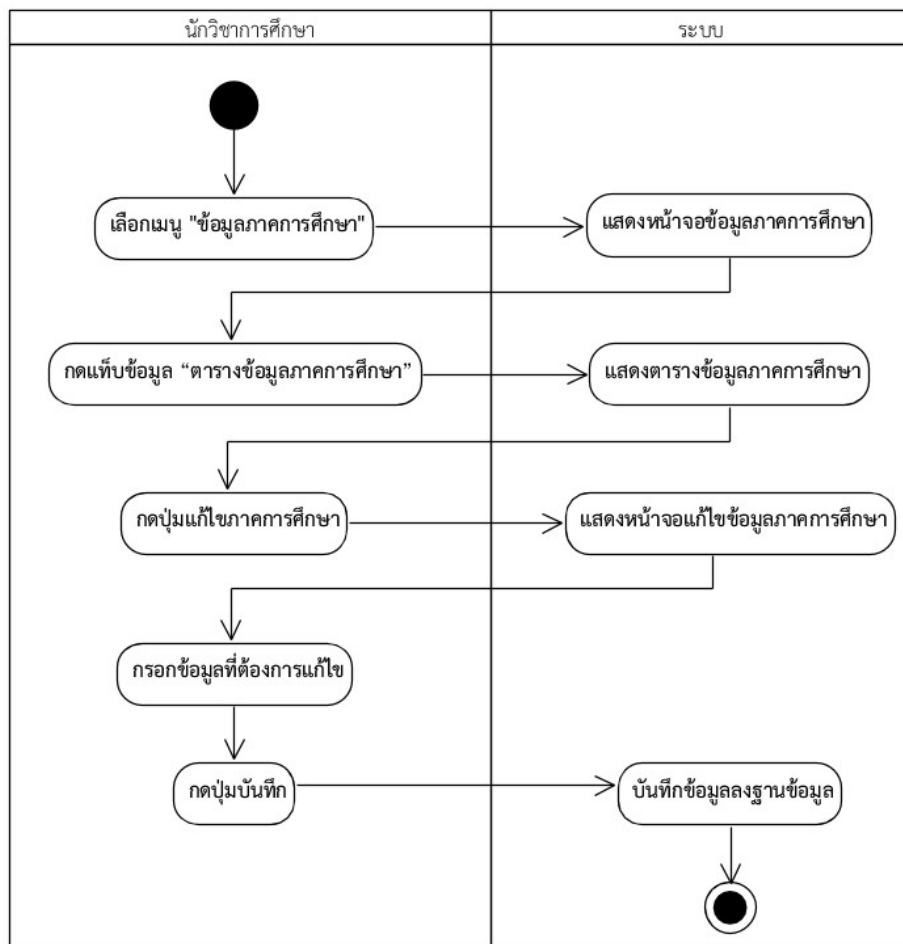 นักวิชาการศึกษา
ระบบ
เลือกเมนู "ข้อมูลภาคการศึกษา"
แสดงหน้าจอข้อมูลภาคการศึกษา
กดแท็บข้อมูล “ตารางข้อมูลภาคการศึกษา”
แสดงตารางข้อมูลภาคการศึกษา
กดปุ่มแก้ไขภาคการศึกษา
แสดงหน้าจอแก้ไขข้อมูลภาคการศึกษา
กรอกข้อมูลที่ต้องการแก้ไข
กดปุ่มบันทึก
บันทึกข้อมูลลงฐานข้อมูล